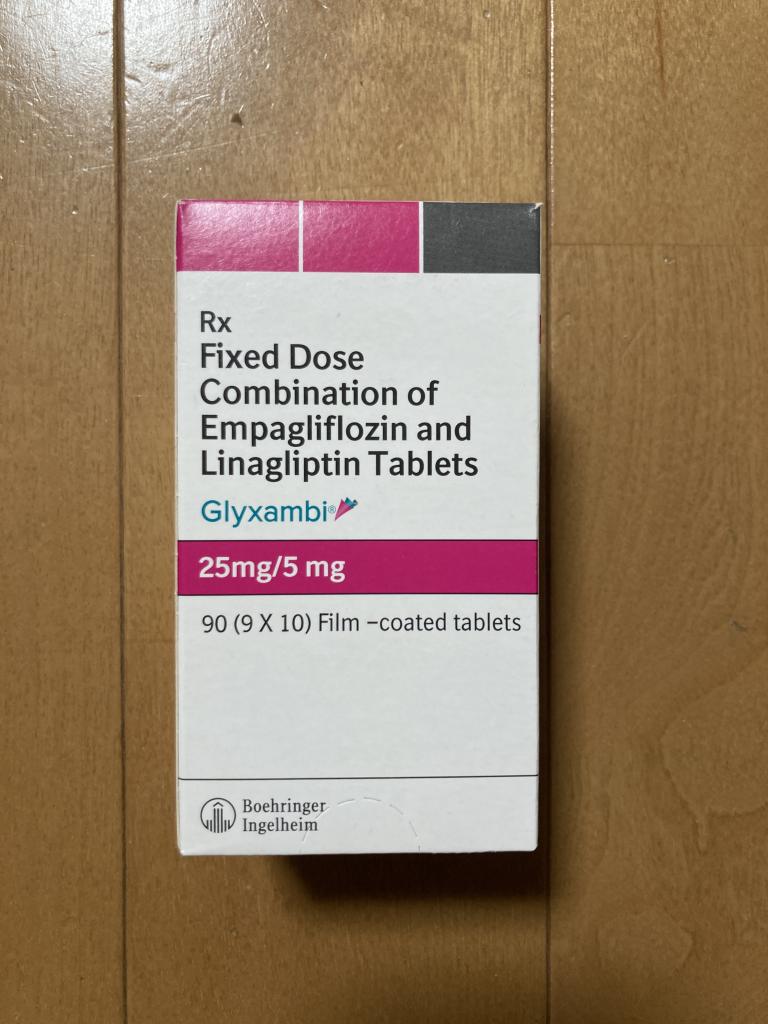 Rx
Fixed Dose
Combination of
Empagliflozin and
Linagliptin Tablets
Glyxambi®
25mg/5 mg
90 (9 X 10) Film –coated tablets
Boehringer
Ingelheim